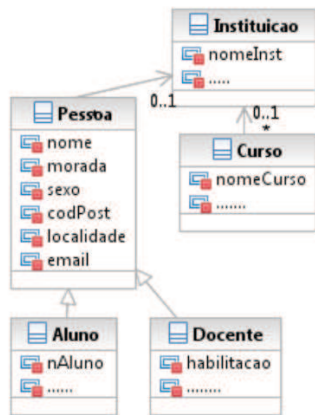 Instituicao
nomeInst
.....
0..1
0..1
*
Pessoa
nome
morada
sexo
codPost
localidade
email
Curso
nomeCurso
.......
Aluno
nAluno
......
Docente
habilitacao
........